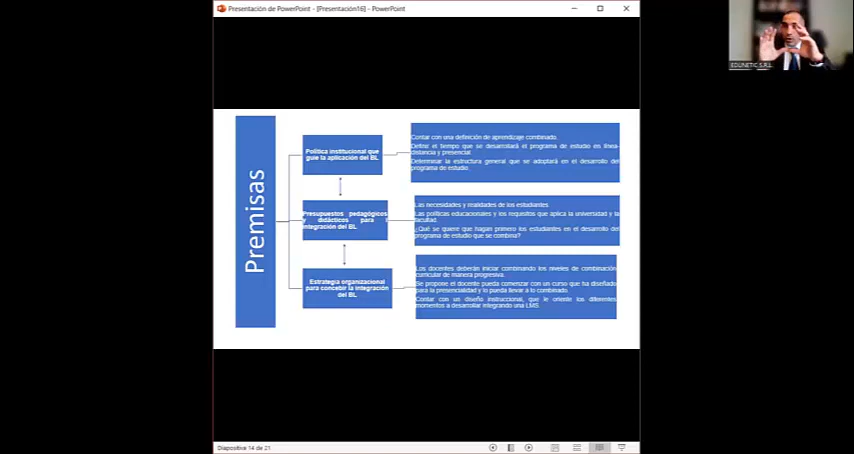 Presentación de PowerPoint - [Presentación16] - PowerPoint
EDUNETIC S.R.L.
Premisas
Política institucional que
guíe la aplicación del BL
Contar con una definición de aprendizaje combinado.
Definir el tiempo que se desarrollará el programa de estudio en línea-
distancia y presencial.
Determinar la estructura general que se adoptará en el desarrollo del
programa de estudio.
Presupuestos pedagógicos
y didácticos para l
integración del BL
Las necesidades y realidades de los estudiantes
Las políticas educacionales y los requisitos que aplica la universidad y la
facultad.
¿Qué se quiere que hagan primero los estudiantes en el desarrollo del
programa de estudio que se combina?
Estrategia organizacional
para concebir la integración
del BL
Los docentes deberán iniciar combinando los niveles de combinación
curricular de manera progresiva.
Se propone el docente pueda comenzar con un curso que ha diseñado
para la presencialidad y lo pueda llevar a lo combinado.
Contar con un diseño instruccional, que le oriente los diferentes
momentos a desarrollar integrando una LMS.
Diapositiva 14 de 21